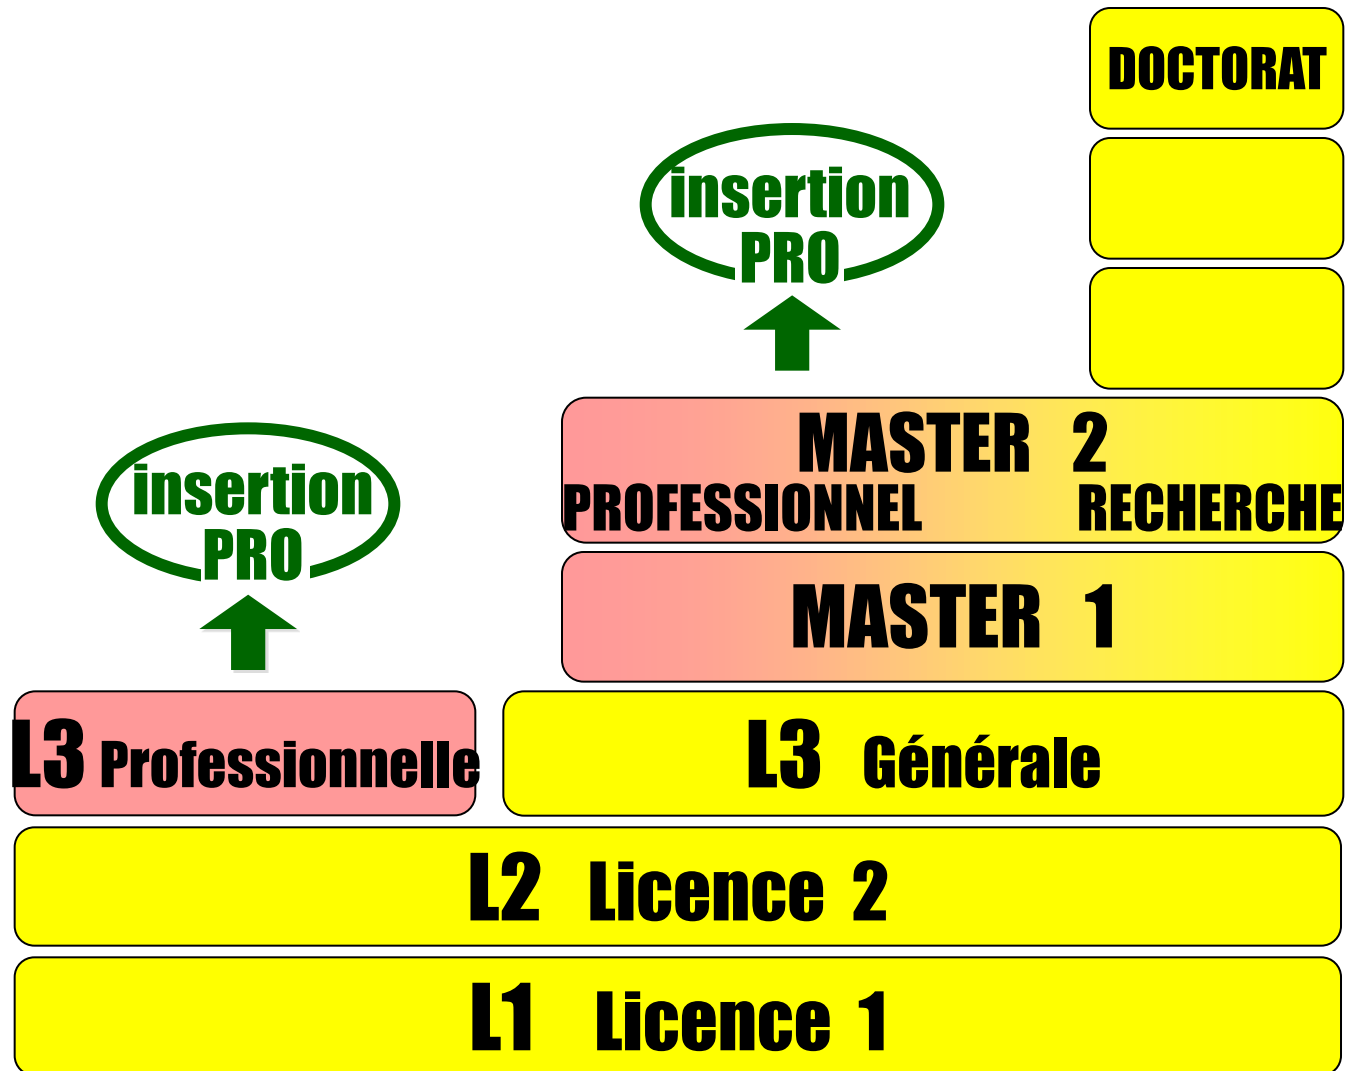 DOCTORAT
insertion
PRO
MASTER 2
PROFESSIONNEL RECHERCHE
insertion
PRO
MASTER 1
L3 Professionnelle
L3 Générale
L2 Licence 2
L1 Licence 1